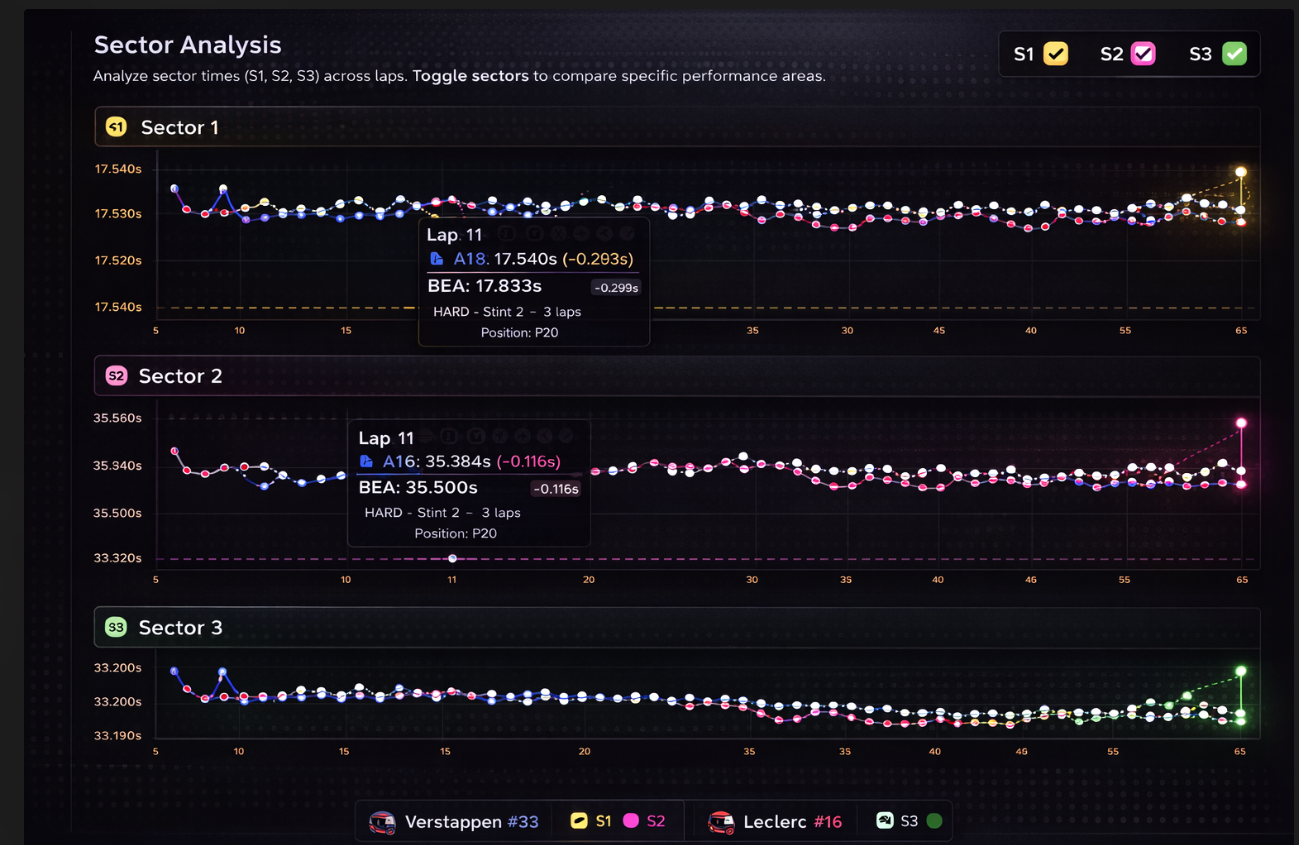 Sector Analysis
Analyze sector times (S1, S2, S3) across laps. Toggle sectors to compare specific performance areas.
S1 S2 S3
S1 Sector 1
17.540s
17.530s
17.520s
17.540s
5 10 15 35 30 45 40 55 65
Lap 11
A18. 17.540s (-0.293s)
BEA: 17.833s -0.299s
HARD - Stint 2 - 3 laps
Position: P20
S2 Sector 2
35.560s
35.940s
35.500s
33.320s
5 10 11 20 30 35 40 46 55 65
Lap 11
A16: 35.384s (-0.116s)
BEA: 35.500s -0.116s
HARD - Stint 2 - 3 laps
Position: P20
S3 Sector 3
33.200s
33.200s
33.190s
5 10 15 15 20 35 35 40 49 55 65
Verstappen #33 S1 S2 Leclerc #16 S3